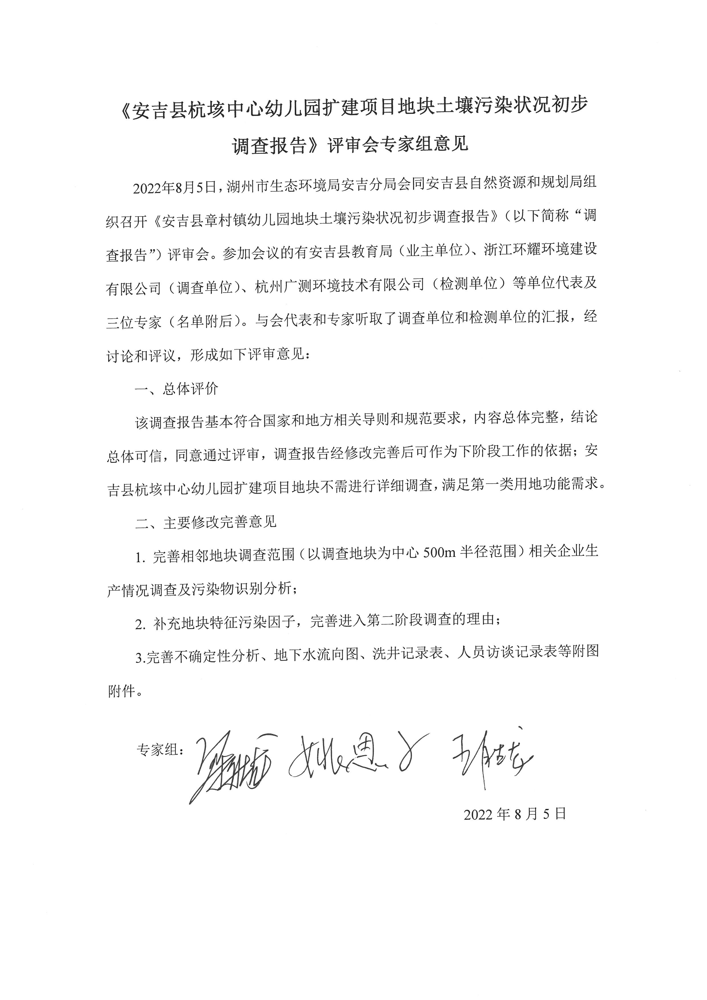 《安吉县杭垓中心幼儿园扩建项目地块土壤污染状况初步
调查报告》评审会专家组意见
2022年8月5日，湖州市生态环境局安吉分局会同安吉县自然资源和规划局组
织召开《安吉县章村镇幼儿园地块土壤污染状况初步调查报告》（以下简称“调
查报告”）评审会。参加会议的有安吉县教育局（业主单位）、浙江环耀环境建设
有限公司（调查单位）、杭州广测环境技术有限公司（检测单位）等单位代表及
三位专家（名单附后）。与会代表和专家听取了调查单位和检测单位的汇报，经
讨论和评议，形成如下评审意见：
一、总体评价
该调查报告基本符合国家和地方相关导则和规范要求，内容总体完整，结论
总体可信，同意通过评审，调查报告经修改完善后可作为下阶段工作的依据；安
吉县杭垓中心幼儿园扩建项目地块不需进行详细调查，满足第一类用地功能需求。
二、主要修改完善意见
1. 完善相邻地块调查范围（以调查地块为中心 500m 半径范围）相关企业生
产情况调查及污染物识别分析；
2. 补充地块特征污染因子，完善进入第二阶段调查的理由；
3.完善不确定性分析、地下水流向图、洗井记录表、人员访谈记录表等附图
附件。
专家组：
2022 年 8 月 5 日